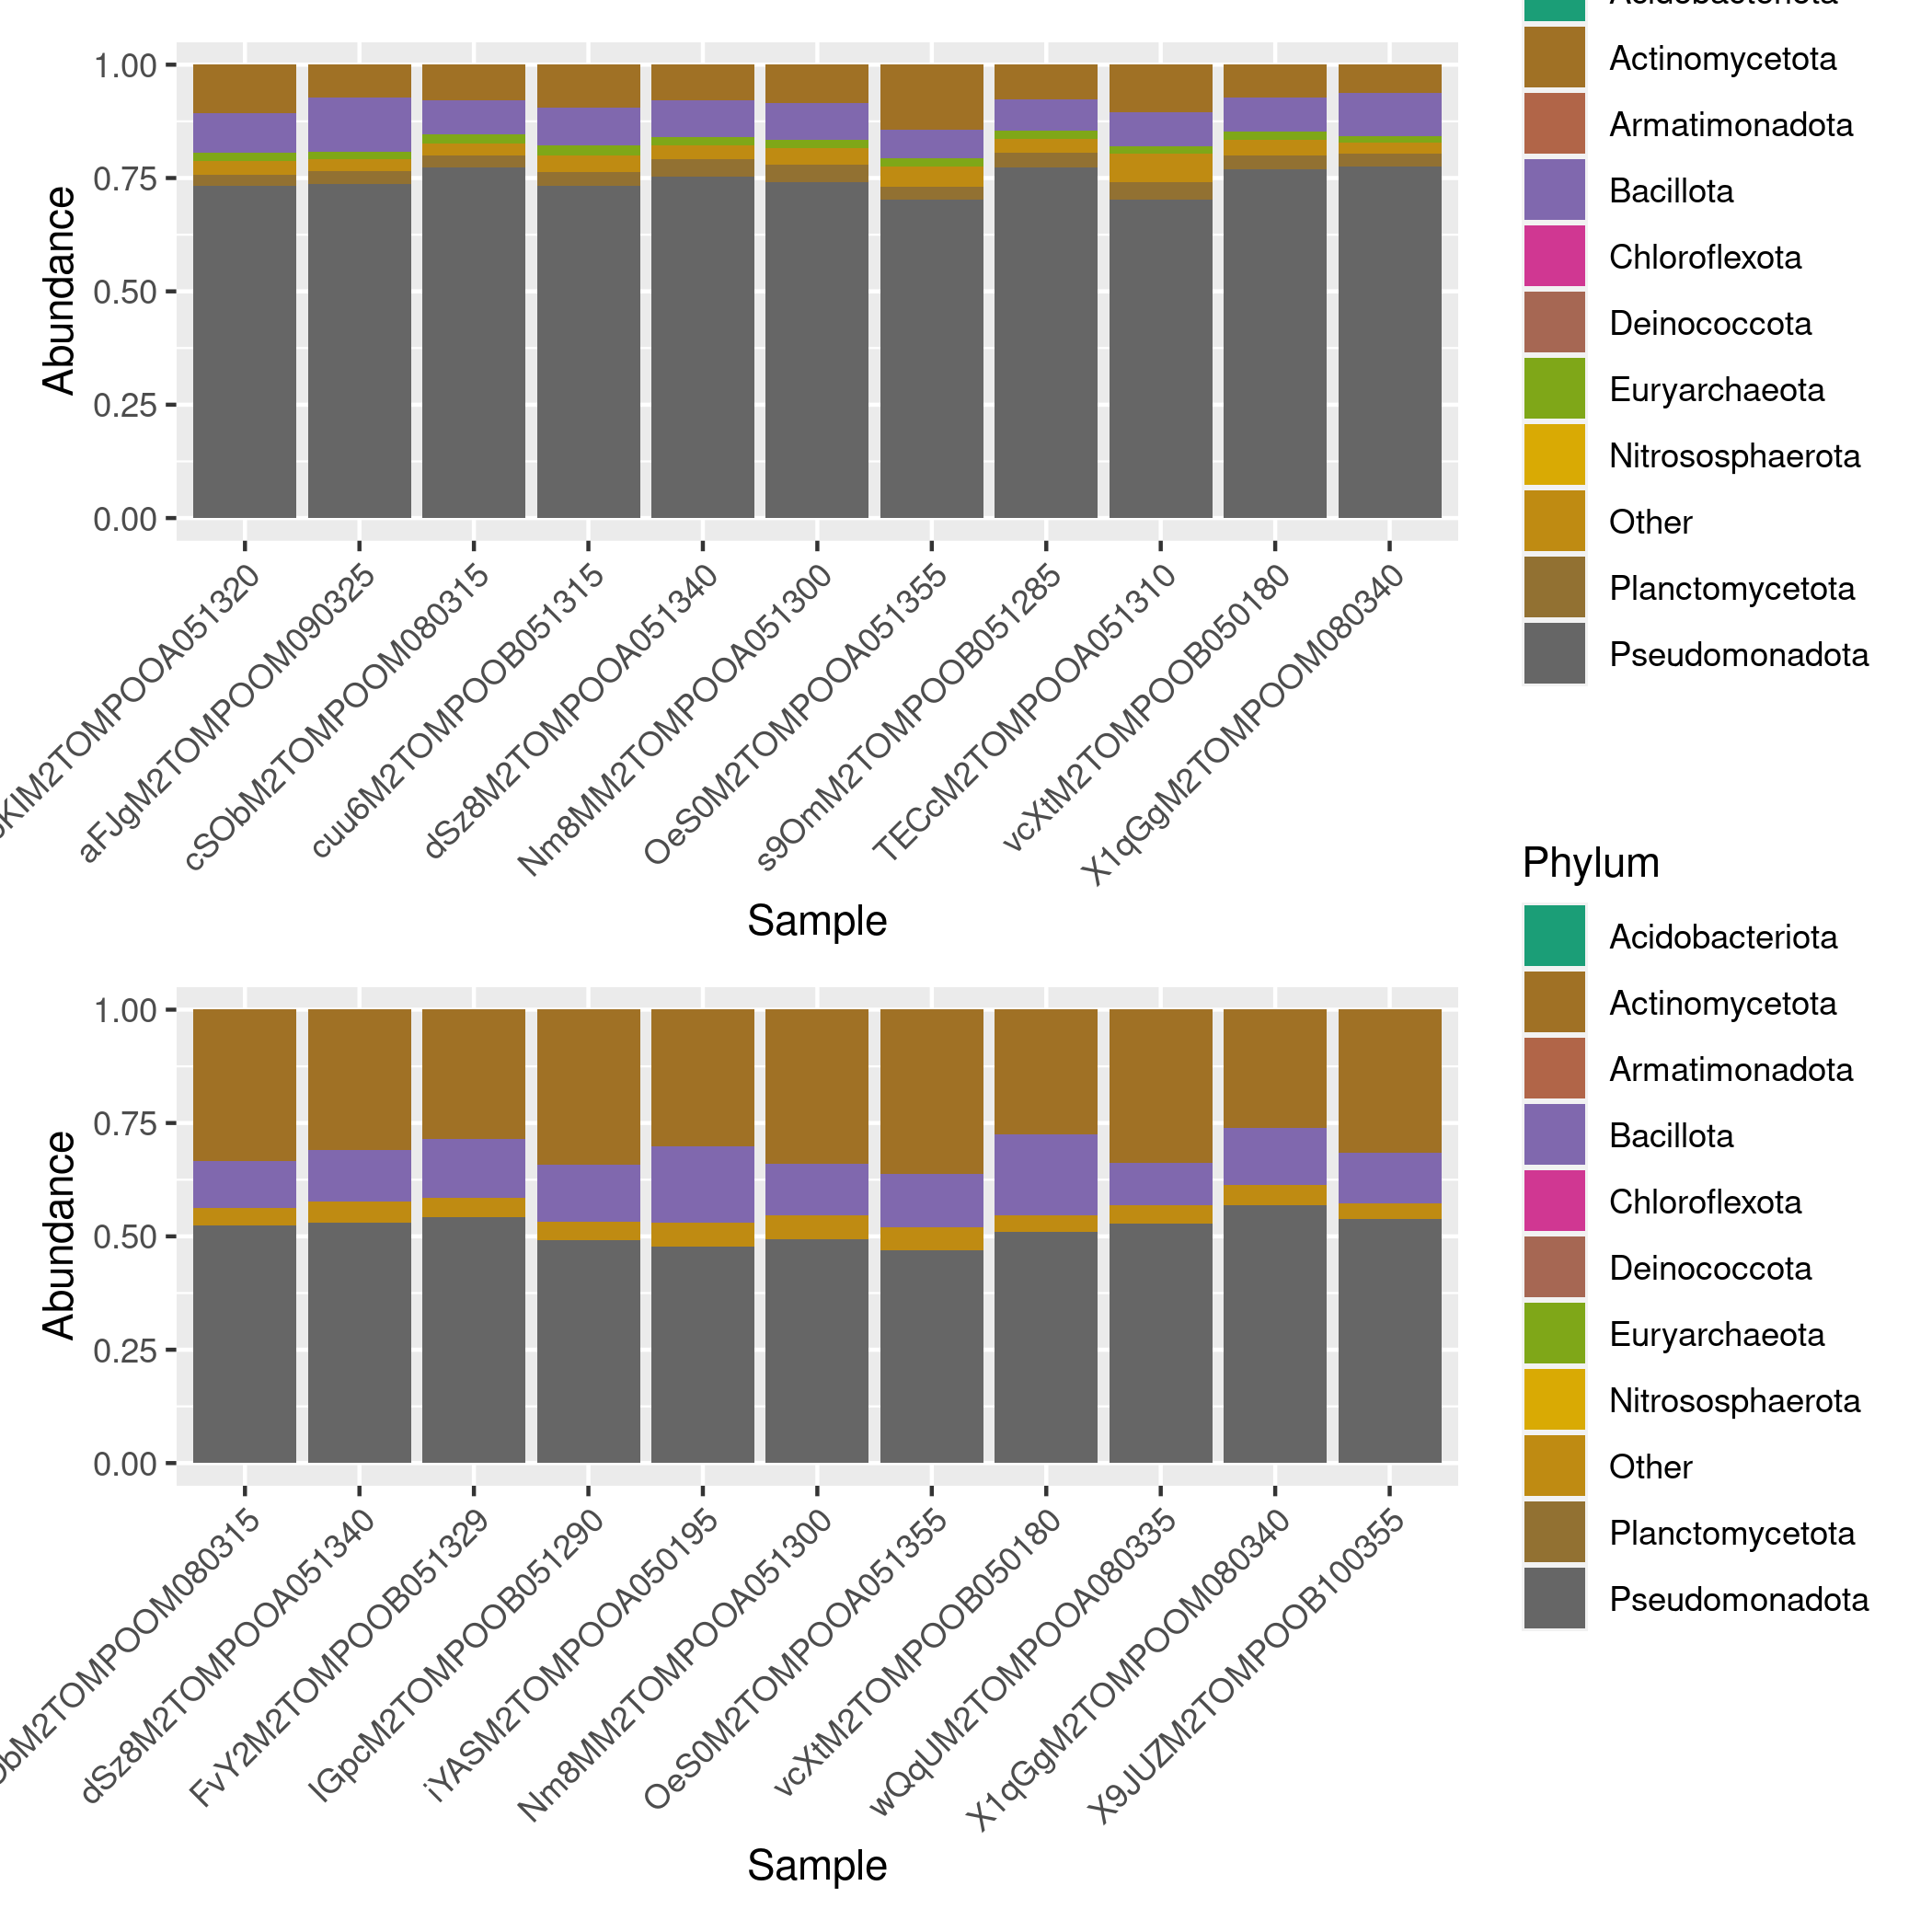 Actinomycetota
Armatimonadota
Bacillota
Chloroflexota
Deinococcota
Euryarchaeota
Nitrososphaerota
Other
Planctomycetota
Pseudomonadota
1.00
0.75
0.50
0.25
0.00
Abundance
aFJgM2TOMPOOM090325
cSObM2TOMPOOM080315
cuu6M2TOMPOOB051315
dSz8M2TOMPOOA051340
Nm8MM2TOMPOOA051300
OeS0M2TOMPOOA051355
s9OmM2TOMPOOB051285
TECcM2TOMPOOA051310
vcXtM2TOMPOOB050180
X1qGgM2TOMPOOM080340
Sample
Phylum
Acidobacteriota
Actinomycetota
Armatimonadota
Bacillota
Chloroflexota
Deinococcota
Euryarchaeota
Nitrososphaerota
Other
Planctomycetota
Pseudomonadota
1.00
0.75
0.50
0.25
0.00
Abundance
bM2TOMPOOM080315
dSz8M2TOMPOOA051340
FvY2M2TOMPOOB051329
IGpcM2TOMPOOB051290
iYASM2TOMPOOA050195
Nm8MM2TOMPOOA051300
OeS0M2TOMPOOA051355
vcXtM2TOMPOOB050180
wQqUM2TOMPOOA080335
X1qGgM2TOMPOOM080340
X9JUZM2TOMPOOB100355
Sample